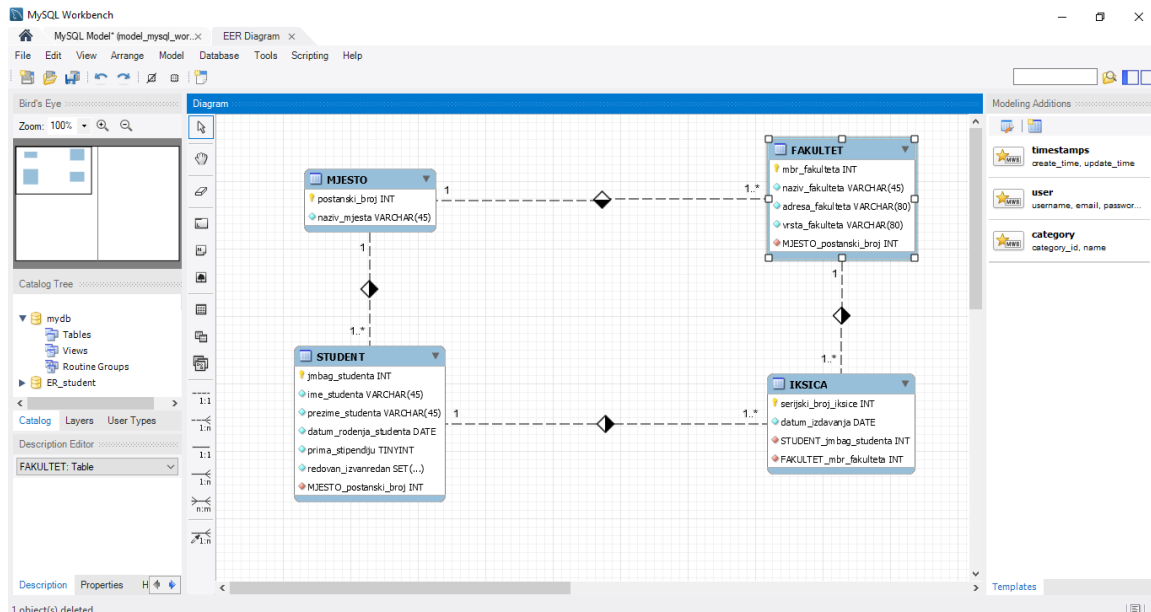 MySQL Workbench
MySQL Model* (model_mysql_wor...×
EER Diagram ×
File Edit View Arrange Model Database Tools Scripting Help
Bird's Eye
Zoom: 100%
Catalog Tree
mydb
Tables
Views
Routine Groups
ER_student
Catalog Layers User Types
Description Editor
FAKULTET: Table
Description Properties H
1 object(s) deleted
Diagram
1:1
1:n
1:1
1:n
n:m
1:n
MJESTO
postanski_broj INT
naziv_mjesta VARCHAR(45)
1
1..*
FAKULTET
mbr_fakulteta INT
naziv_fakulteta VARCHAR(45)
adresa_fakulteta VARCHAR(80)
vrsta_fakulteta VARCHAR(80)
MJESTO_postanski_broj INT
1
1..*
1
1..*
STUDENT
jmbag_studenta INT
ime_studenta VARCHAR(45)
prezime_studenta VARCHAR(45)
datum_rodenja_studenta DATE
prima_stipendiju TINYINT
redovan_izvanredan SET(...)
MJESTO_postanski_broj INT
1
1..*
IKSICA
serijski_broj_iksice INT
datum_izdavanja DATE
STUDENT_jmbag_studenta INT
FAKULTET_mbr_fakulteta INT
Modeling Additions
timestamps
create_time, update_time
user
username, email, passwor...
category
category_id, name
Templates